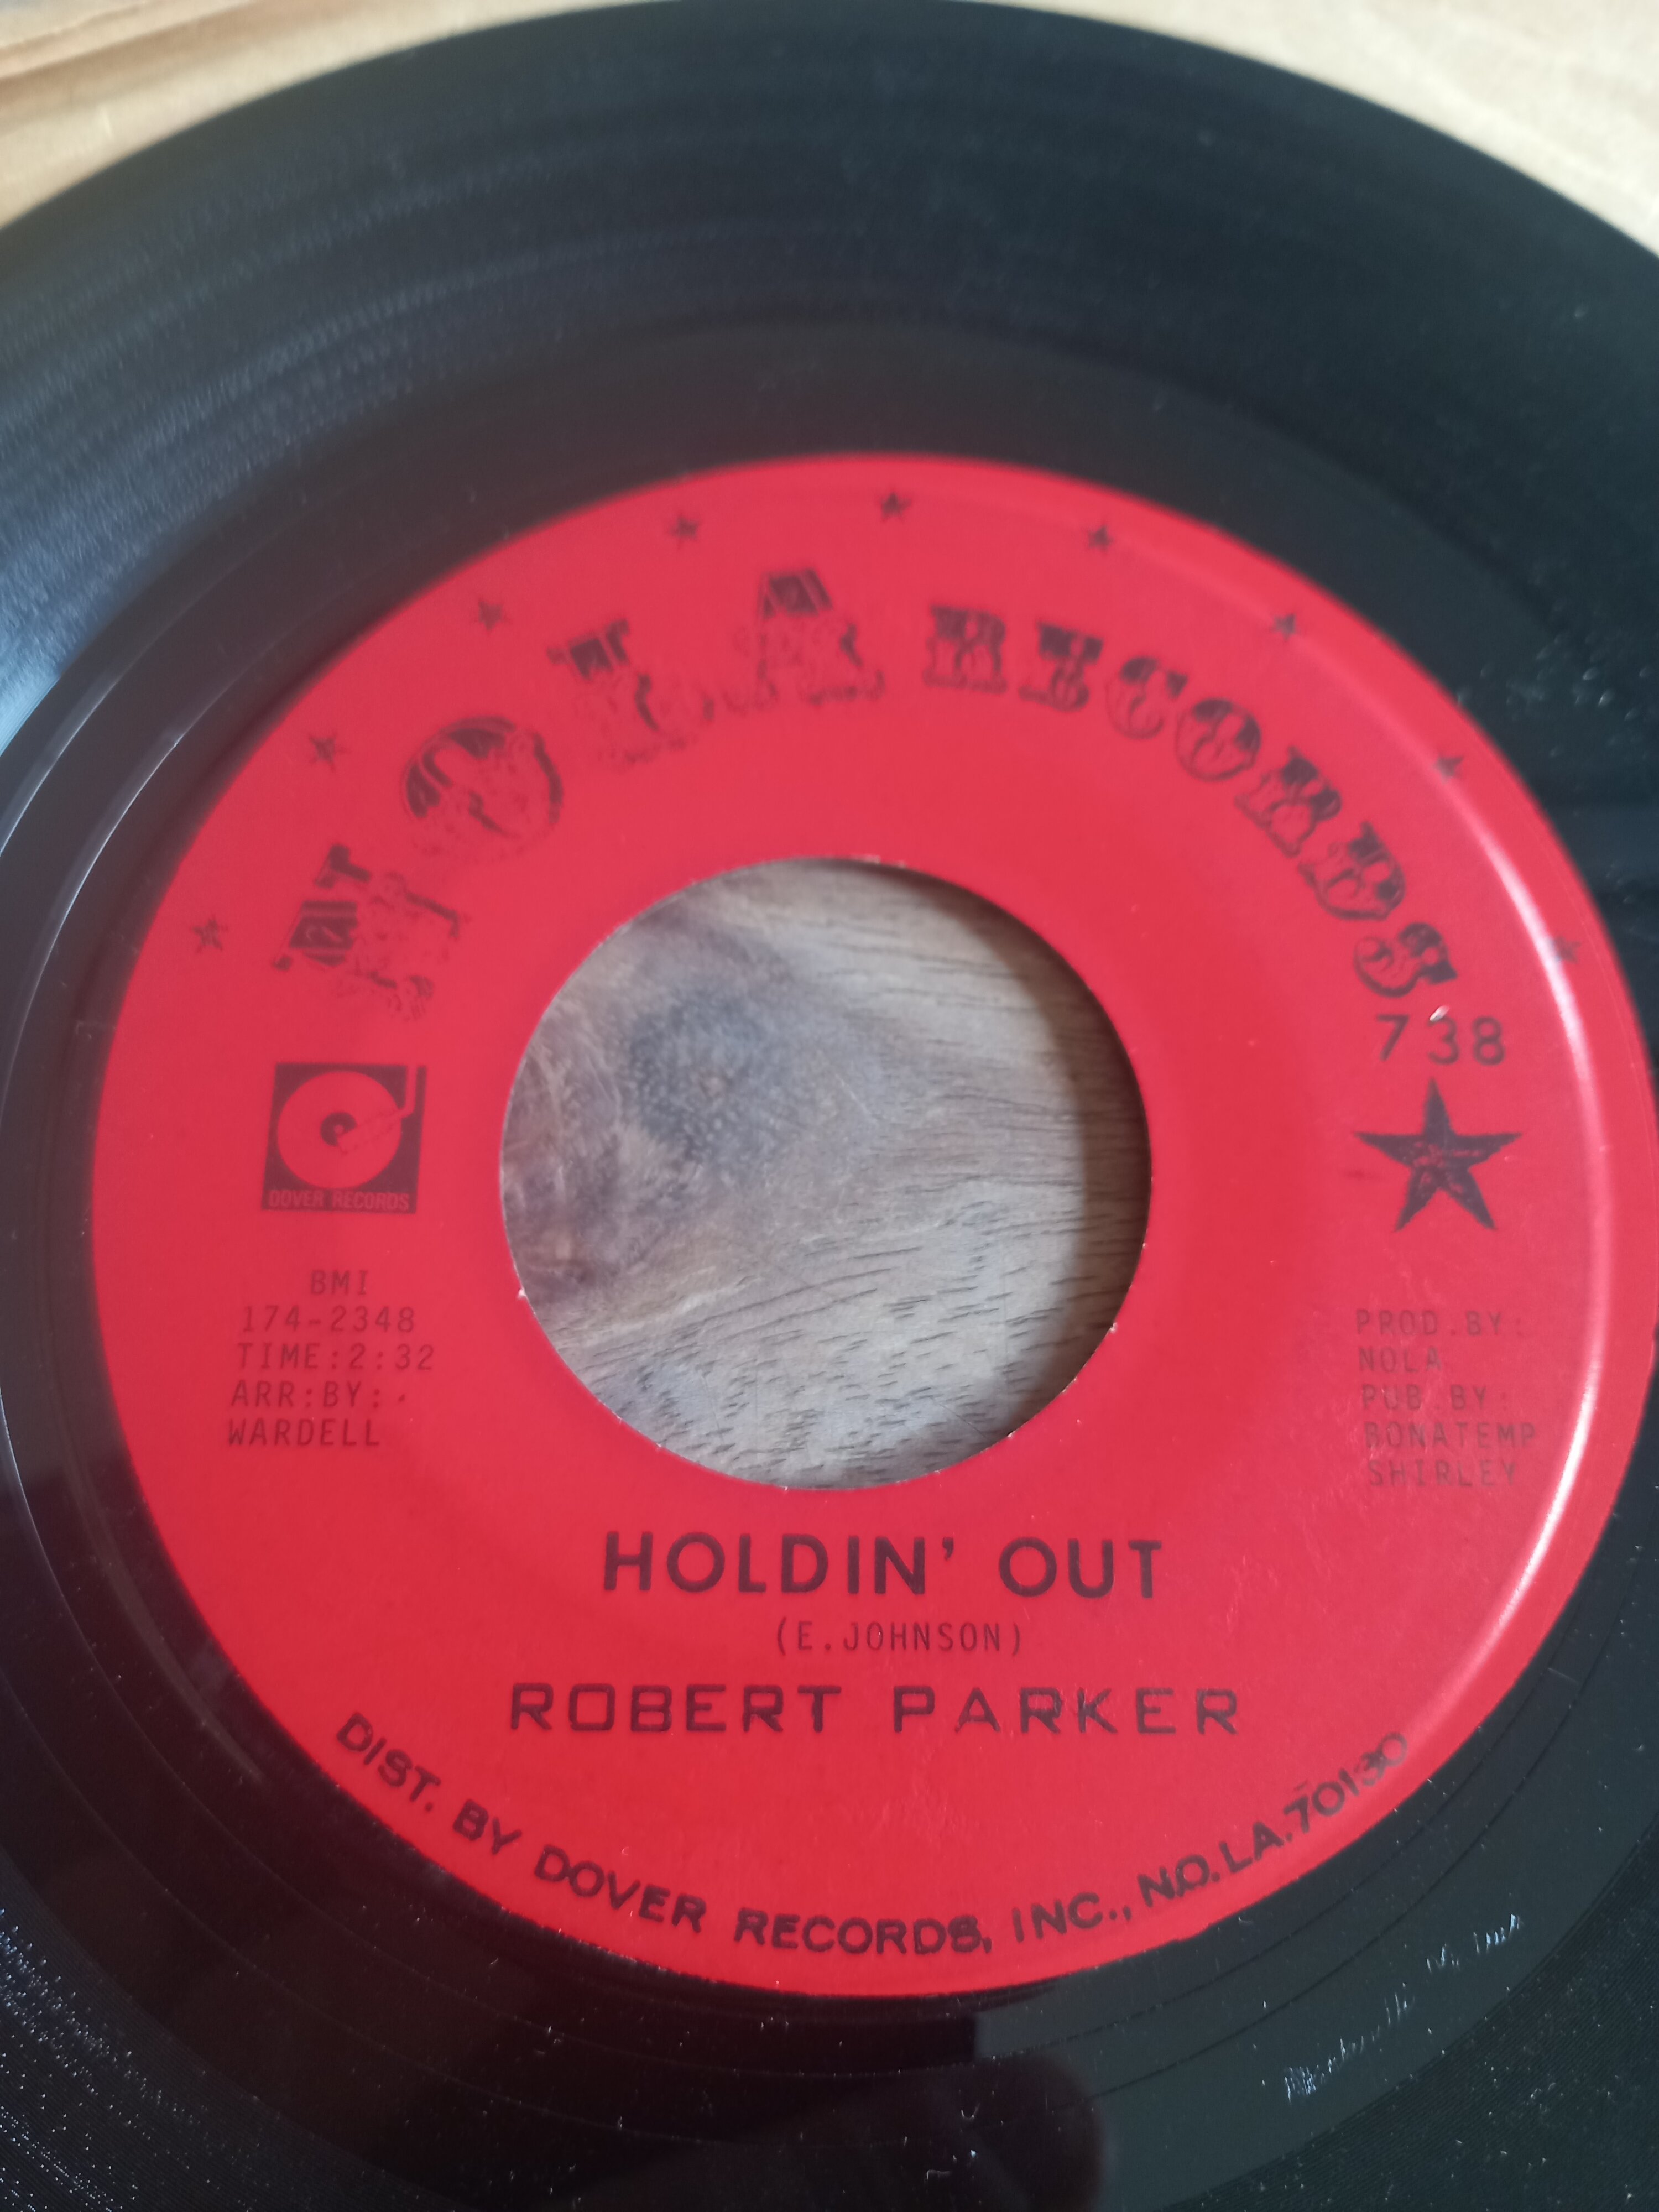 NOLA RECORDS
738
DOVER RECORDS
BMI
174-2348
TIME:2:32
ARR:BY:
WARDELL
PROD.BY:
NOLA
PUB.BY:
BONATEMP
SHIRLEY
HOLDIN' OUT
(E.JOHNSON)
ROBERT PARKER
DIST. BY DOVER RECORDS, INC., N.O. LA. 70130